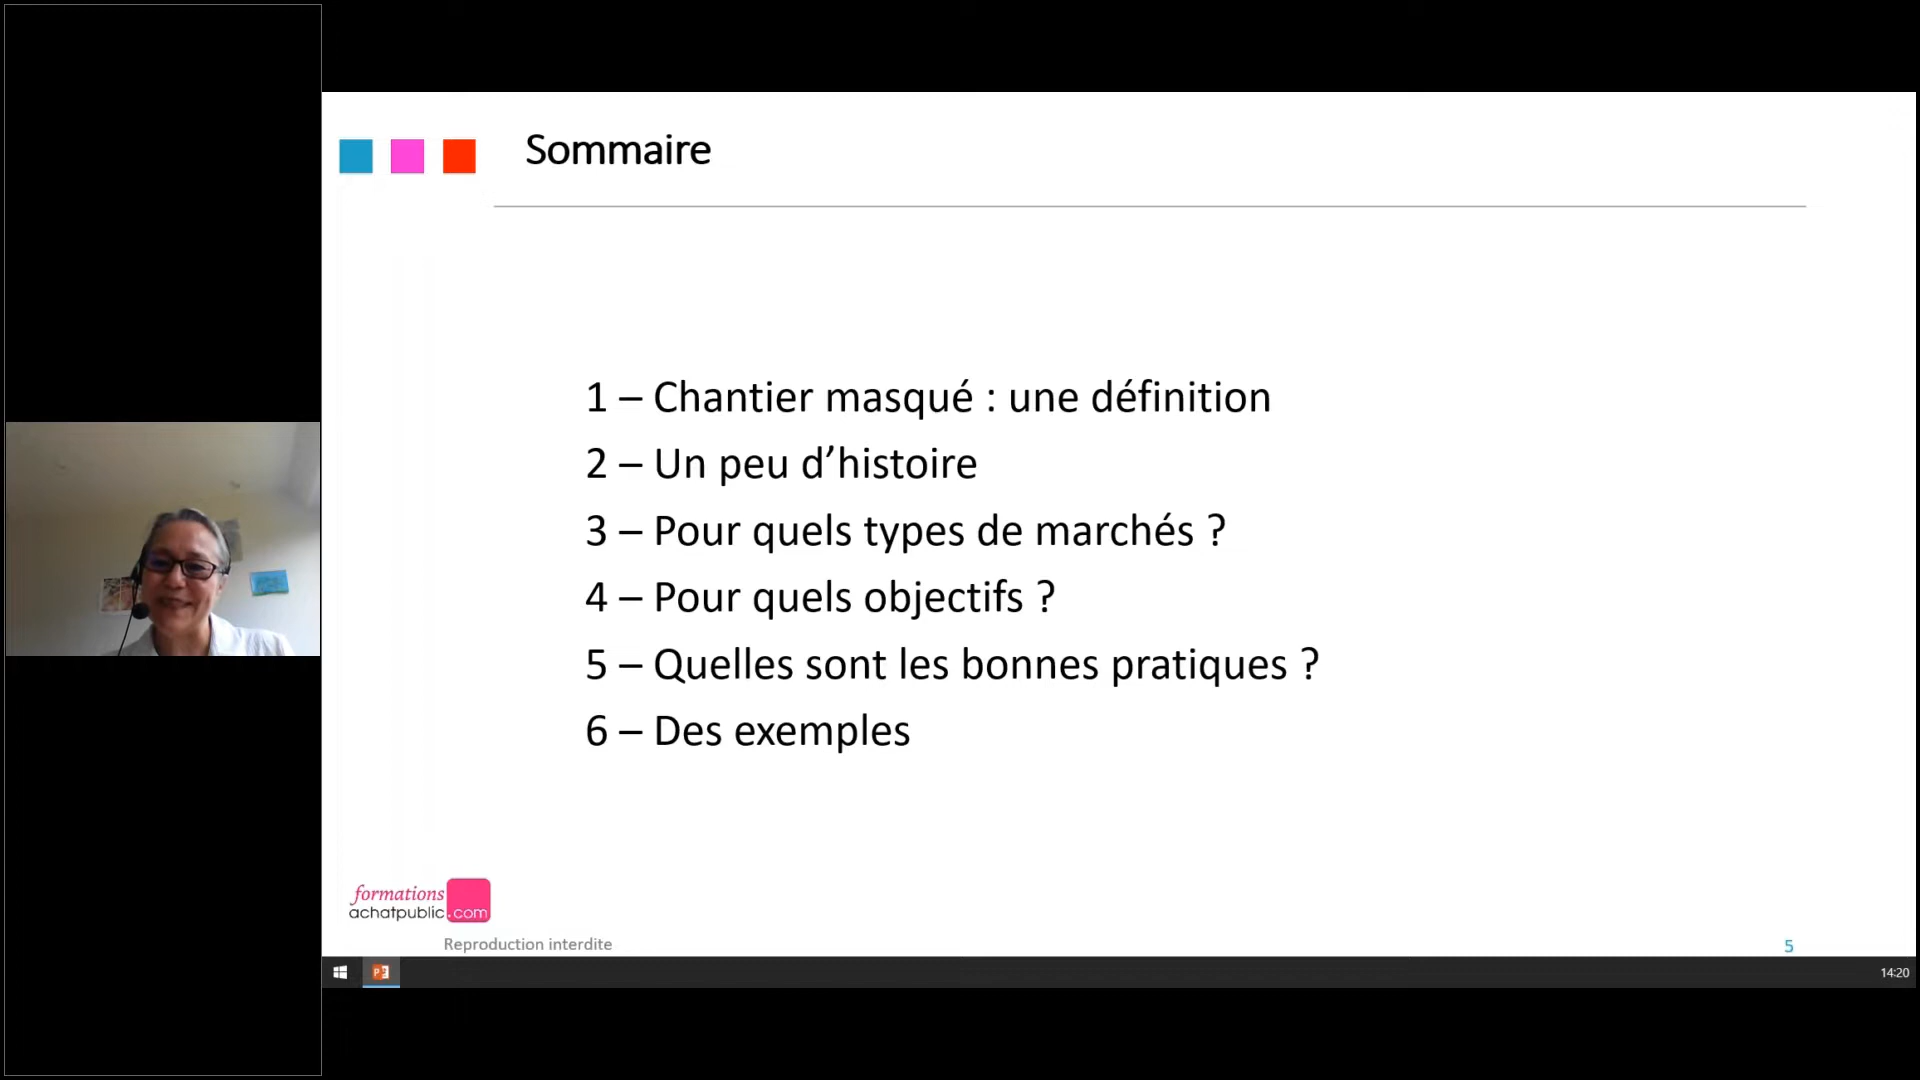 Sommaire
1 – Chantier masqué : une définition
2 – Un peu d’histoire
3 – Pour quels types de marchés ?
4 – Pour quels objectifs ?
5 – Quelles sont les bonnes pratiques ?
6 – Des exemples
formations
achatpublic.com
Reproduction interdite
5
14:20